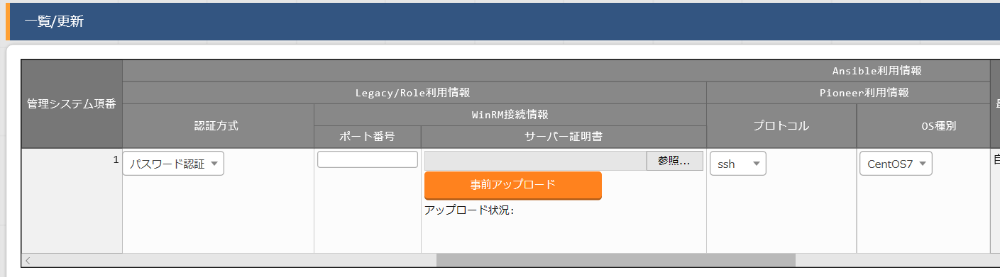 一覧/更新
Ansible利用情報
Legacy/Role利用情報
Pioneer利用情報
管理システム項番
WinRM接続情報
認証方式
プロトコル
OS種別
ポート番号
サーバー証明書
1
パスワード認証
参照...
ssh
CentOS7
事前アップロード
アップロード状況: